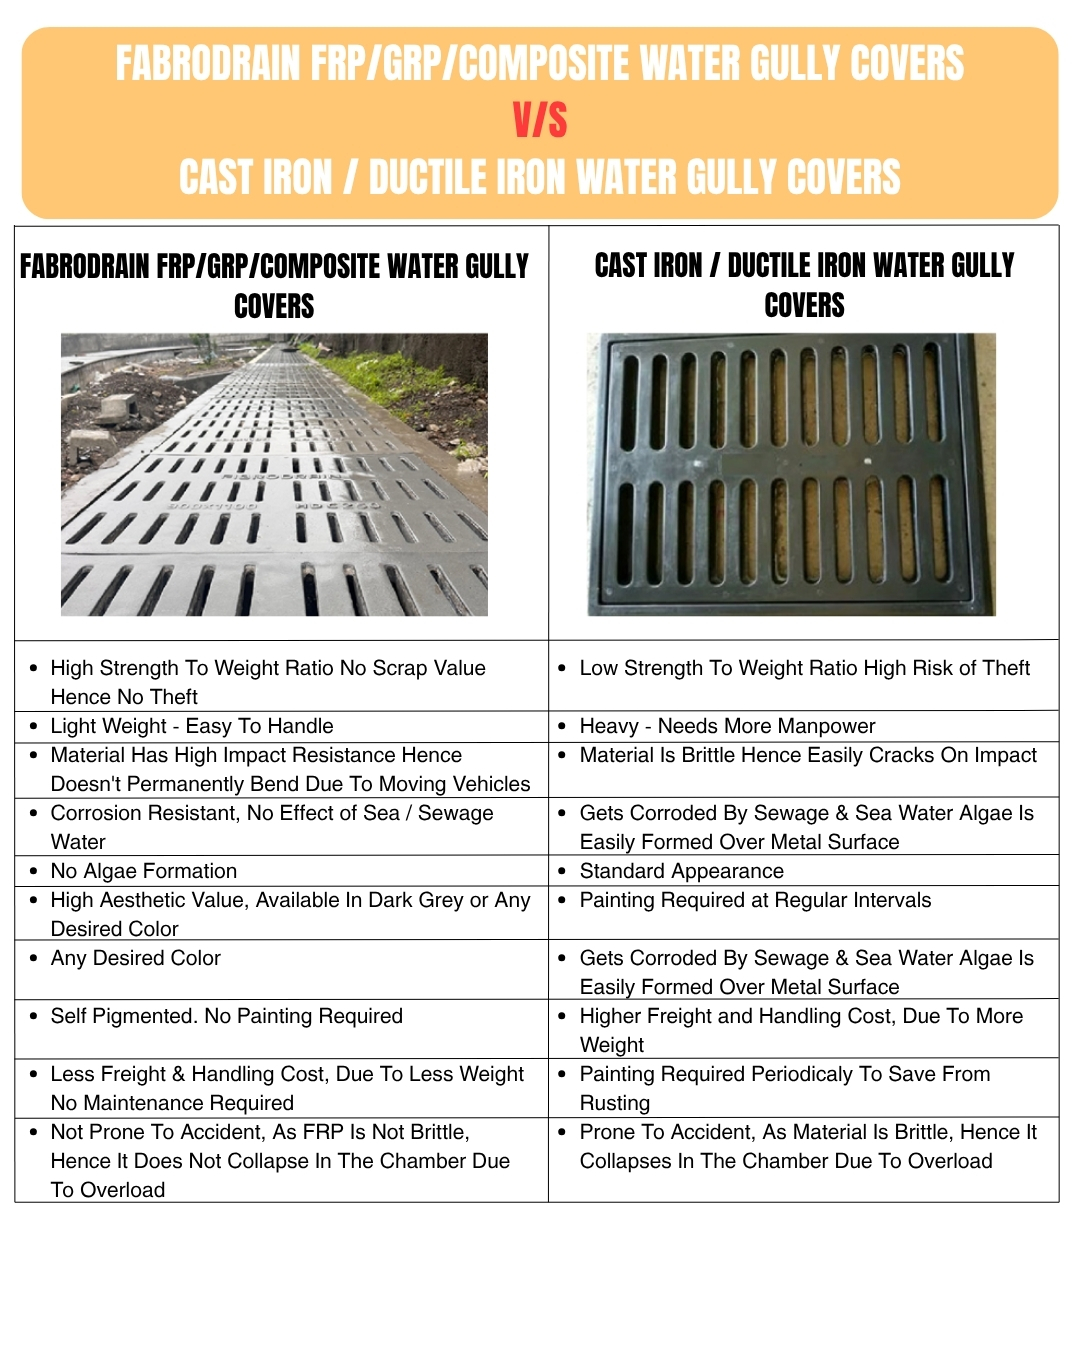 FABRODRAIN FRP/GRP/COMPOSITE WATER GULLY COVERS
V/S
CAST IRON / DUCTILE IRON WATER GULLY COVERS
FABRODRAIN FRP/GRP/COMPOSITE WATER GULLY
COVERS
CAST IRON / DUCTILE IRON WATER GULLY
COVERS
FIBRODRAIN
900X1100 HD C250
• High Strength To Weight Ratio No Scrap Value
Hence No Theft
• Low Strength To Weight Ratio High Risk of Theft
• Light Weight - Easy To Handle
• Heavy - Needs More Manpower
• Material Has High Impact Resistance Hence
Doesn't Permanently Bend Due To Moving Vehicles
• Material Is Brittle Hence Easily Cracks On Impact
• Corrosion Resistant, No Effect of Sea / Sewage
Water
• Gets Corroded By Sewage & Sea Water Algae Is
Easily Formed Over Metal Surface
• No Algae Formation
• Standard Appearance
• High Aesthetic Value, Available In Dark Grey or Any
Desired Color
• Painting Required at Regular Intervals
• Any Desired Color
• Gets Corroded By Sewage & Sea Water Algae Is
Easily Formed Over Metal Surface
• Self Pigmented. No Painting Required
• Higher Freight and Handling Cost, Due To More
Weight
• Less Freight & Handling Cost, Due To Less Weight
No Maintenance Required
• Painting Required Periodicaly To Save From
Rusting
• Not Prone To Accident, As FRP Is Not Brittle,
Hence It Does Not Collapse In The Chamber Due
To Overload
• Prone To Accident, As Material Is Brittle, Hence It
Collapses In The Chamber Due To Overload